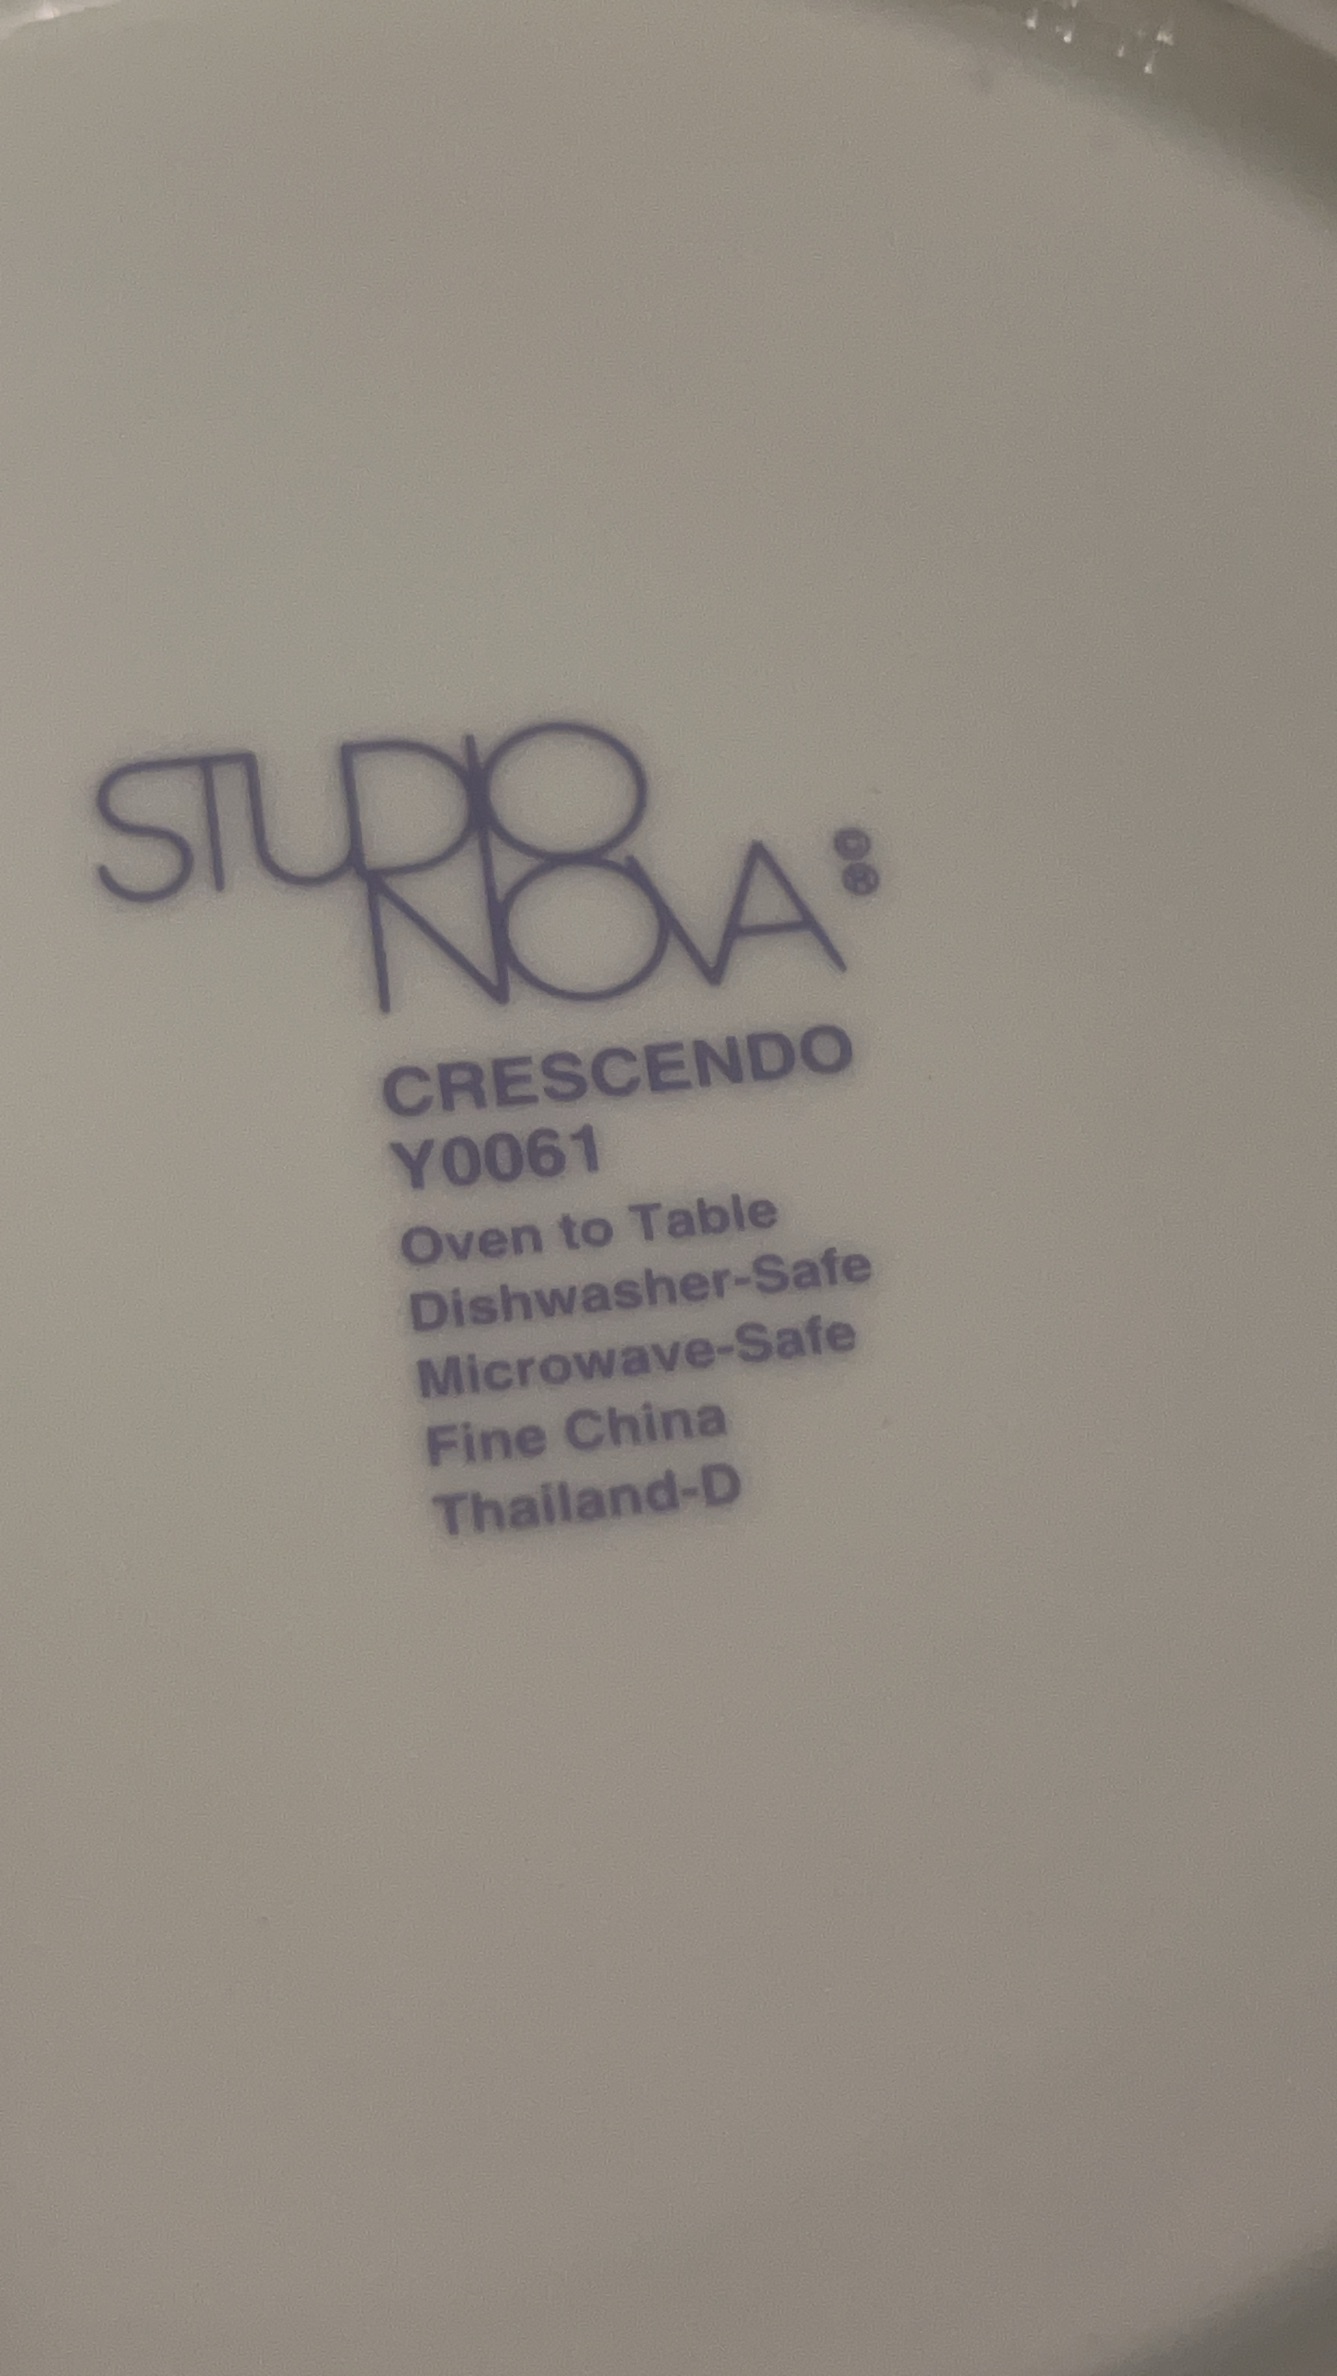 STUDIO
NOVA ©®
CRESCENDO
Y0061
Oven to Table
Dishwasher-Safe
Microwave-Safe
Fine China
Thailand-D